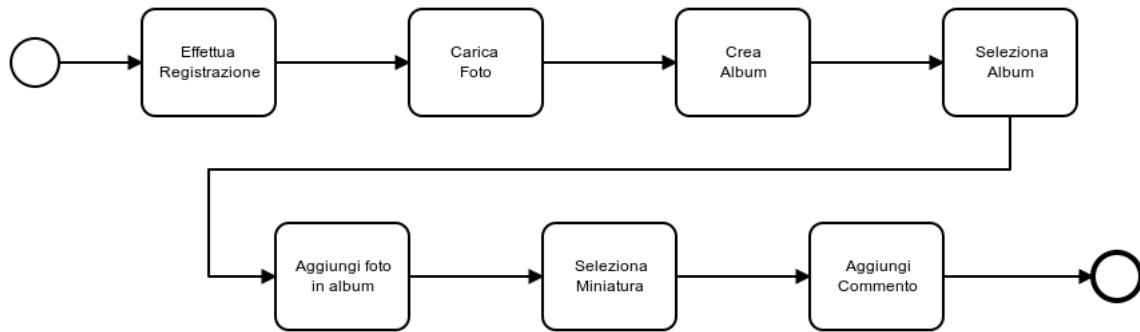 Effettua
Registrazione
Carica
Foto
Crea
Album
Seleziona
Album
Aggiungi foto
in album
Seleziona
Miniatura
Aggiungi
Commento